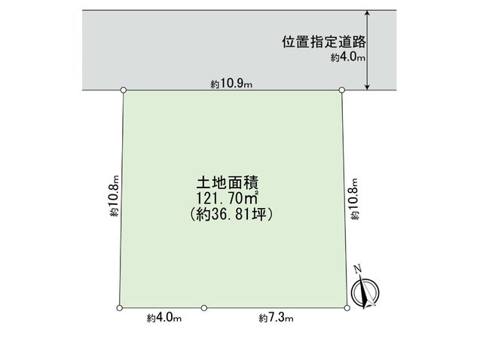 位置指定道路
約4.0m
約10.9m
約10.8m
土地面積
121.70㎡
（約36.81坪）
約10.8m
N
約4.0m
約7.3m